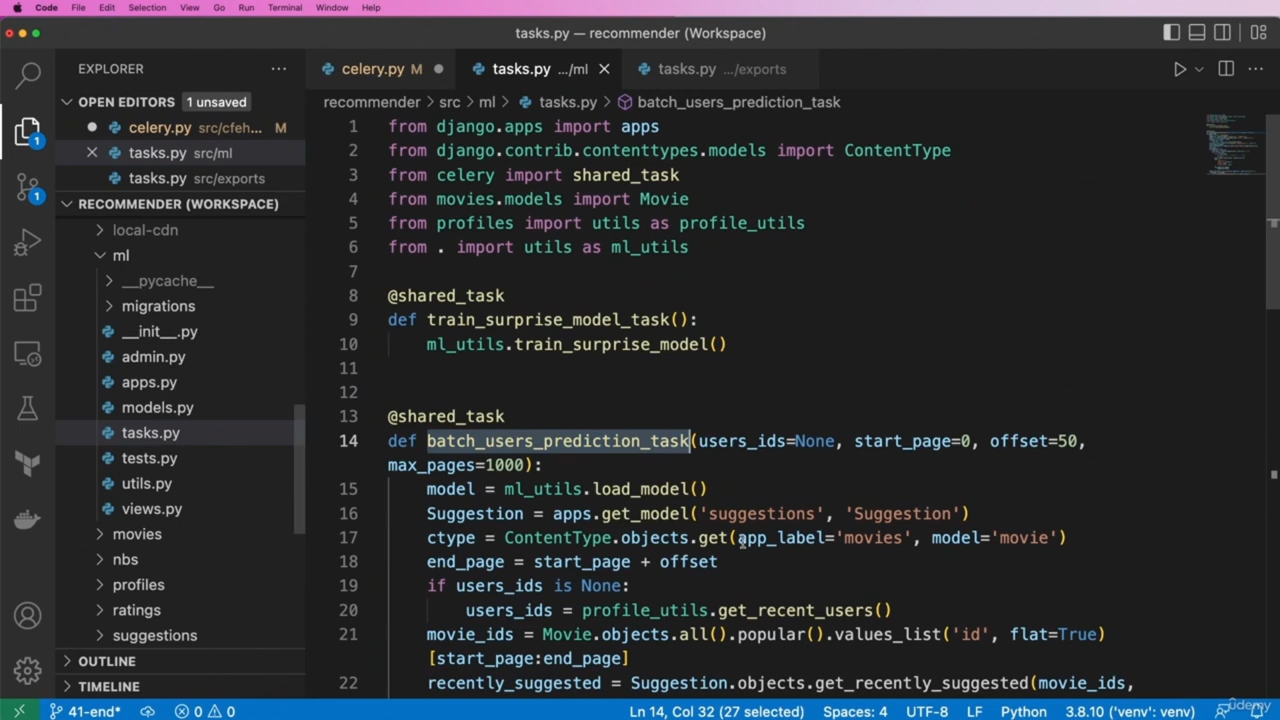 Code File Edit Selection View Go Run Terminal Window Help
tasks.py — recommender (Workspace)
EXPLORER ···
celery.py M
tasks.py .../ml
tasks.py .../exports
OPEN EDITORS 1 unsaved
celery.py src/cfeh... M
tasks.py src/ml
tasks.py src/exports
RECOMMENDER (WORKSPACE)
local-cdn
ml
__pycache__
migrations
__init__.py
admin.py
apps.py
models.py
tasks.py
tests.py
utils.py
views.py
movies
nbs
profiles
ratings
suggestions
OUTLINE
TIMELINE
1
1
recommender > src > ml > tasks.py > batch_users_prediction_task
1 from django.apps import apps
2 from django.contrib.contenttypes.models import ContentType
3 from celery import shared_task
4 from movies.models import Movie
5 from profiles import utils as profile_utils
6 from . import utils as ml_utils
7
8 @shared_task
9 def train_surprise_model_task():
10 ml_utils.train_surprise_model()
11
12
13 @shared_task
14 def batch_users_prediction_task(users_ids=None, start_page=0, offset=50,
max_pages=1000):
15 model = ml_utils.load_model()
16 Suggestion = apps.get_model('suggestions', 'Suggestion')
17 ctype = ContentType.objects.get(app_label='movies', model='movie')
18 end_page = start_page + offset
19 if users_ids is None:
20 users_ids = profile_utils.get_recent_users()
21 movie_ids = Movie.objects.all().popular().values_list('id', flat=True)
[start_page:end_page]
22 recently_suggested = Suggestion.objects.get_recently_suggested(movie_ids,
41-end* 0 0 Ln 14, Col 32 (27 selected) Spaces: 4 UTF-8 LF Python 3.8.10 ('venv': venv)
ûdemy